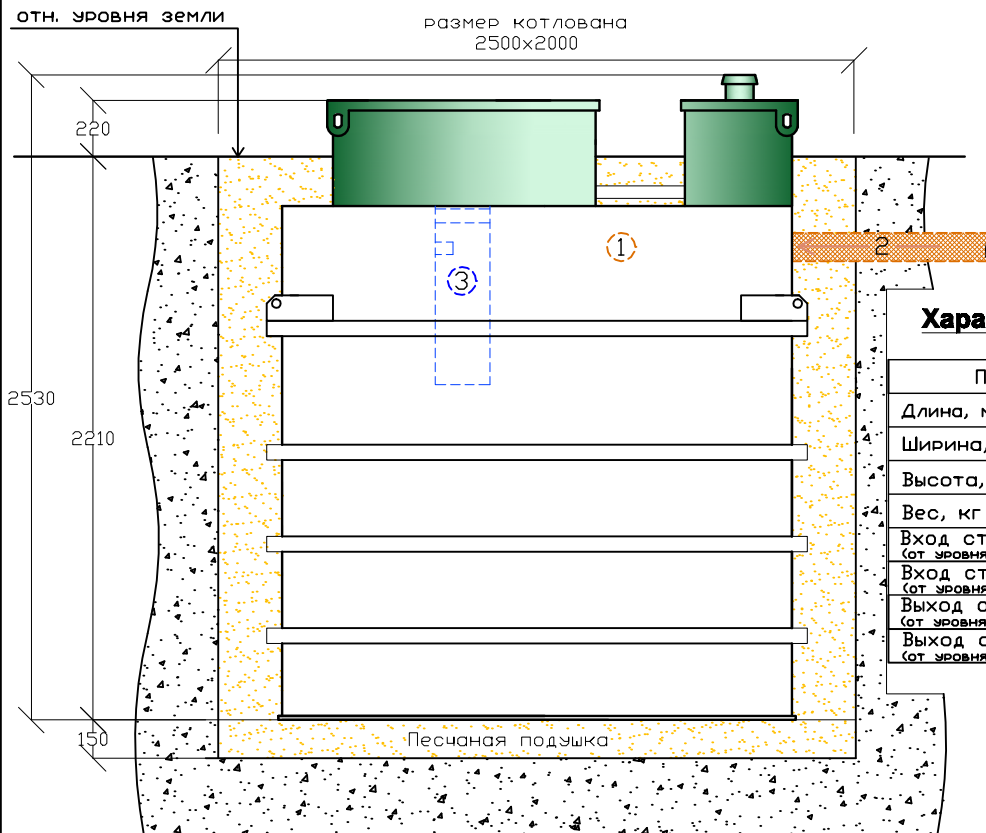 отн. уровня земли
размер котлована
2500x2000
220
1
2
3
2530
2210
Хара
П
Длина, м
Ширина,
Высота,
Вес, кг
Вход ст
(от уровня
Вход ст
(от уровня
Выход с
(от уровня
Выход с
(от уровня
150
Песчаная подушка